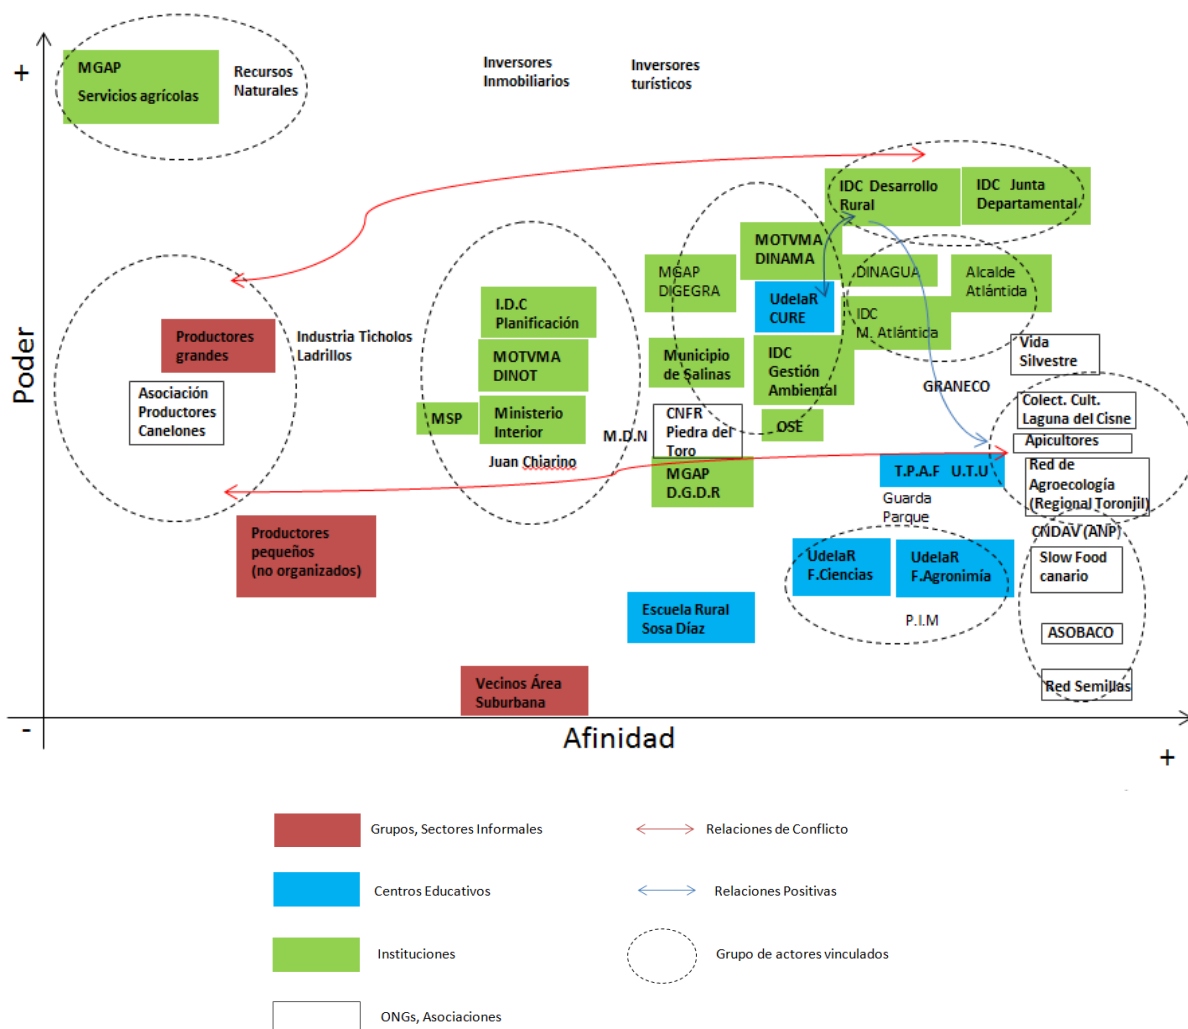 +
MGAP
Servicios agrícolas
Recursos
Naturales
Inversores
Inmobiliarios
Inversores
turísticos
IDC Desarrollo
Rural
IDC Junta
Departamental
MOTVMA
DINAMA
MGAP
DIGEGRA
DINAGUA
Alcalde
Atlántida
UdelaR
CURE
I.D.C
Planificación
IDC
M. Atlántida
Poder
Productores
grandes
Industria Ticholos
Ladrillos
MOTVMA
DINOT
Municipio
de Salinas
IDC
Gestión
Ambiental
Vida
Silvestre
GRANECO
Asociación
Productores
Canelones
MSP
Ministerio
Interior
M.D.N
CNFR
Piedra del
Toro
OSE
Colect. Cult.
Laguna del Cisne
Apicultores
Juan Chiarino
MGAP
D.G.D.R
T.P.A.F U.T.U
Red de
Agroecología
(Regional Toronjil)
Guarda
Parque
CNDAV (ANP)
Productores
pequeños
(no organizados)
UdelaR
F.Ciencias
UdelaR
F.Agronimía
Slow Food
canario
Escuela Rural
Sosa Díaz
P.I.M
ASOBACO
Vecinos Área
Suburbana
Red Semillas
-
Afinidad
+
Grupos, Sectores Informales
Relaciones de Conflicto
Centros Educativos
Relaciones Positivas
Instituciones
Grupo de actores vinculados
ONGs, Asociaciones